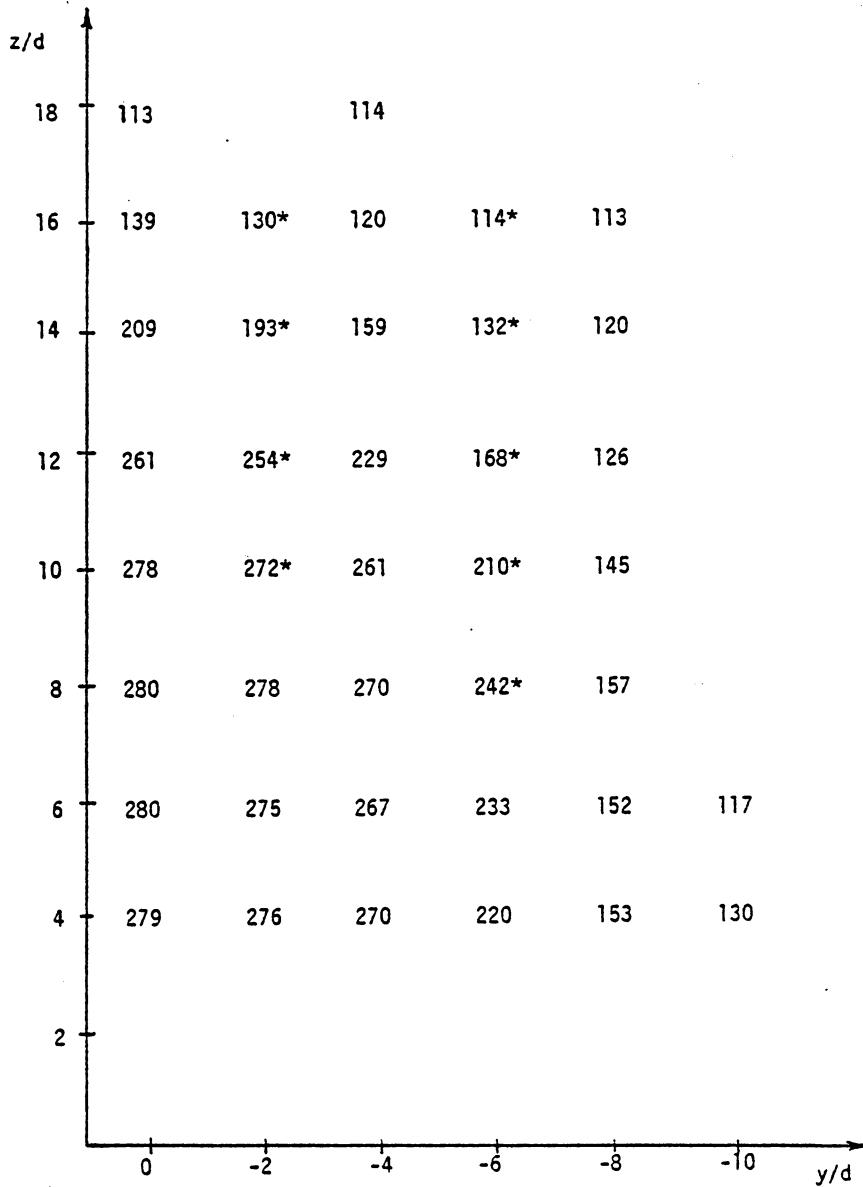 z/d
18 113 114
16 139 130* 120 114* 113
14 209 193* 159 132* 120
12 261 254* 229 168* 126
10 278 272* 261 210* 145
8 280 278 270 242* 157
6 280 275 267 233 152 117
4 279 276 270 220 153 130
2
0 -2 -4 -6 -8 -10
y/d